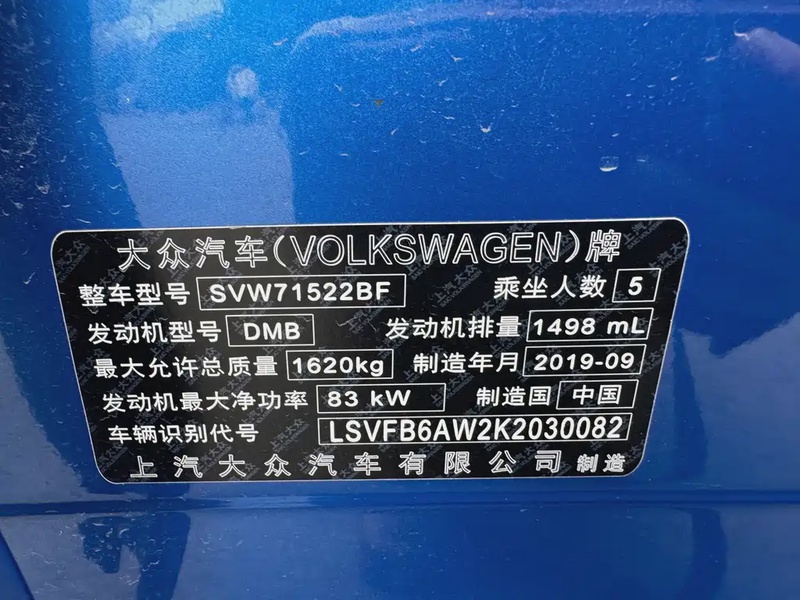 大众汽车(VOLKSWAGEN)牌
整车型号 SVW71522BF 乘坐人数 5
发动机型号 DMB 发动机排量 1498 mL
最大允许总质量 1620kg 制造年月 2019-09
发动机最大净功率 83 kW 制造国 中国
车辆识别代号 LSVFB6AW2K2030082
上汽大众汽车有限公司 制造